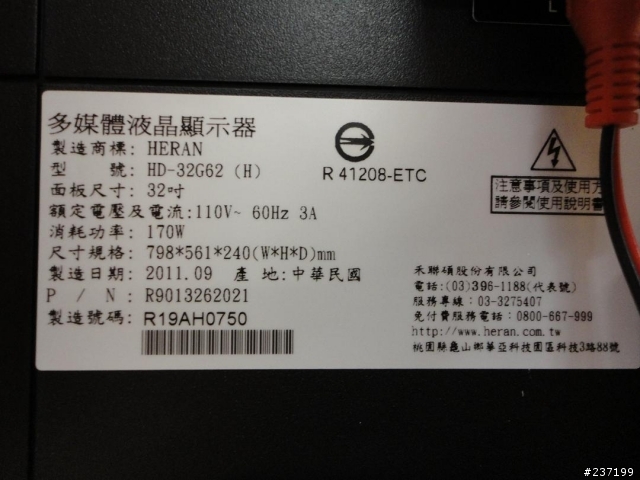 多媒體液晶顯示器
製造商標: HERAN
型 號: HD-32G62 (H)
面板尺寸: 32吋
額定電壓及電流:110V~ 60Hz 3A
消耗功率: 170W
尺寸規格: 798*561*240(W*H*D)mm
製造日期: 2011.09 產 地:中華民國
P / N : R9013262021
製造號碼: R19AH0750
R 41208-ETC
注意事項及使用方
請參閱使用說明書
禾聯碩股份有限公司
電話:(03)396-1188(代表號)
服務專線：03-3275407
免付費服務電話：0800-667-999
http://www.heran.com.tw
桃園縣龜山鄉華亞科技園區科技3路88號
#237199